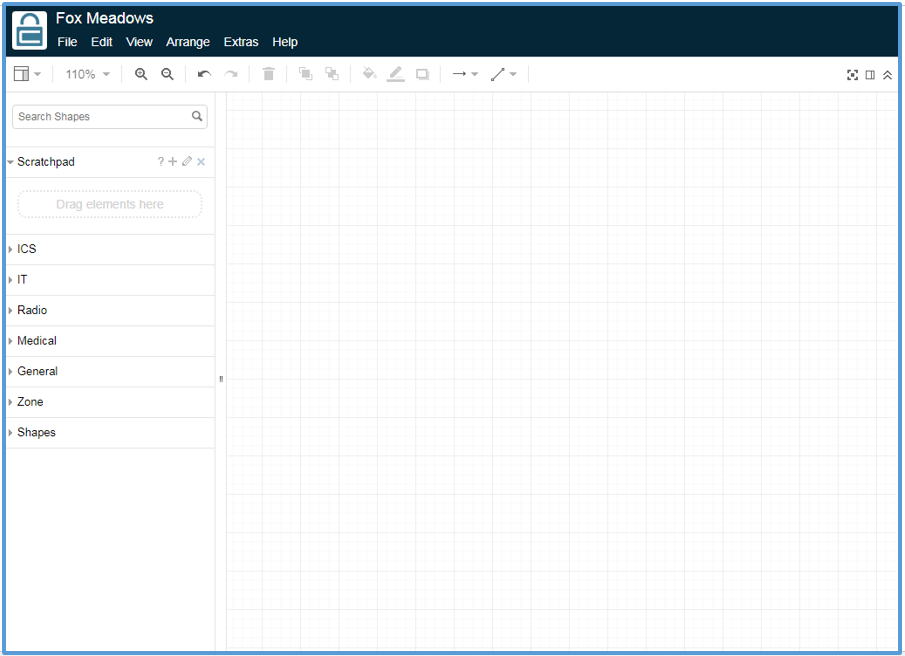 Fox Meadows
File Edit View Arrange Extras Help
110%
Search Shapes
Scratchpad ?
Drag elements here
ICS
IT
Radio
Medical
General
Zone
Shapes